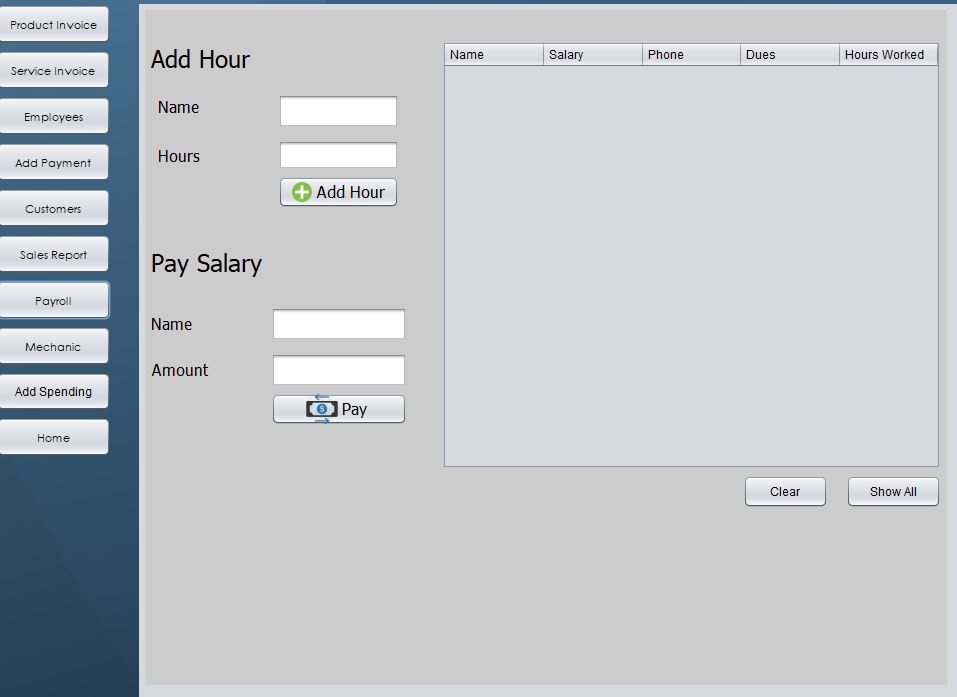 Product Invoice
Service Invoice
Employees
Add Payment
Customers
Sales Report
Payroll
Mechanic
Add Spending
Home
Add Hour
Name
Hours
Add Hour
Pay Salary
Name
Amount
Pay
Name Salary Phone Dues Hours Worked
Clear Show All